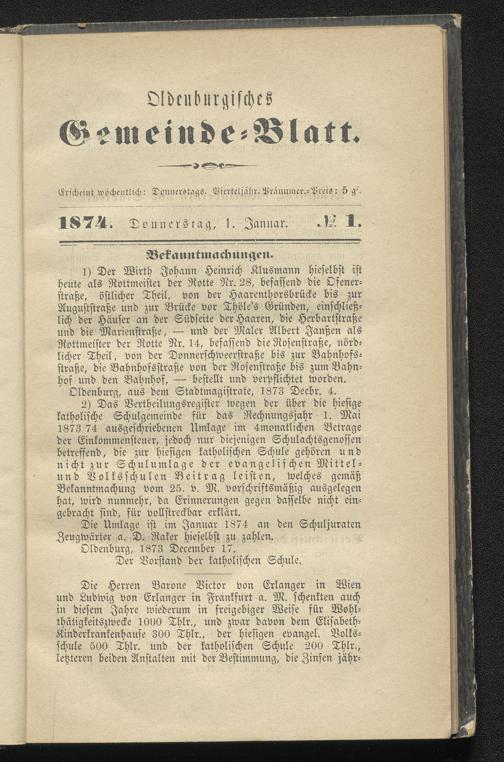 Oldenburgisches
Gemeinde-Blatt.
Erscheint wöchentlich: Donnerstags. Vierteljähr. Pränumer.-Preis: 5 gr.
1874. Donnerstag, 1. Januar. № 1.
Bekanntmachungen.
1) Der Wirth Johann Heinrich Klusmann hieselbst ist
heute als Rottmeister der Rotte Nr. 28, befassend die Ofener-
straße, östlicher Theil, von der Haarenthorsbrücke bis zur
Auguststraße und zur Brücke vor Thöle's Gründen, einschließ-
lich der Häuser an der Südseite der Haaren, die Herbartstraße
und die Marienstraße, — und der Maler Albert Janßen als
Rottmeister der Rotte Nr. 14, befassend die Rosenstraße, nörd-
licher Theil, von der Donnerschweerstraße bis zur Bahnhofs-
straße, die Bahnhofsstraße von der Rosenstraße bis zum Bahn-
hof und den Bahnhof, — bestellt und verpflichtet worden.
Oldenburg, aus dem Stadtmagistrate, 1873 Decbr. 4.
2) Das Vertheilungsregister wegen der über die hiesige
katholische Schulgemeinde für das Rechnungsjahr 1. Mai
1873 74 ausgeschriebenen Umlage im 4monatlichen Betrage
der Einkommensteuer, jedoch nur diejenigen Schulachtsgenossen
betreffend, die zur hiesigen katholischen Schule gehören und
nicht zur Schulumlage der evangelischen Mittel-
und Volksschulen Beitrag leisten, welches gemäß
Bekanntmachung vom 25. v. M. vorschriftsmäßig ausgelegen
hat, wird nunmehr, da Erinnerungen gegen dasselbe nicht ein-
gebracht sind, für vollstreckbar erklärt.
Die Umlage ist im Januar 1874 an den Schuljuraten
Zeugwärter a. D. Raker hieselbst zu zahlen.
Oldenburg, 1873 December 17.
Der Vorstand der katholischen Schule.
Die Herren Barone Victor von Erlanger in Wien
und Ludwig von Erlanger in Frankfurt a. M. schenkten auch
in diesem Jahre wiederum in freigebiger Weise für Wohl-
thätigkeitszwecke 1000 Thlr., und zwar davon dem Elisabeth-
Kinderkrankenhause 300 Thlr., der hiesigen evangel. Volks-
schule 500 Thlr. und der katholischen Schule 200 Thlr.,
letzteren beiden Anstalten mit der Bestimmung, die Zinsen jähr-